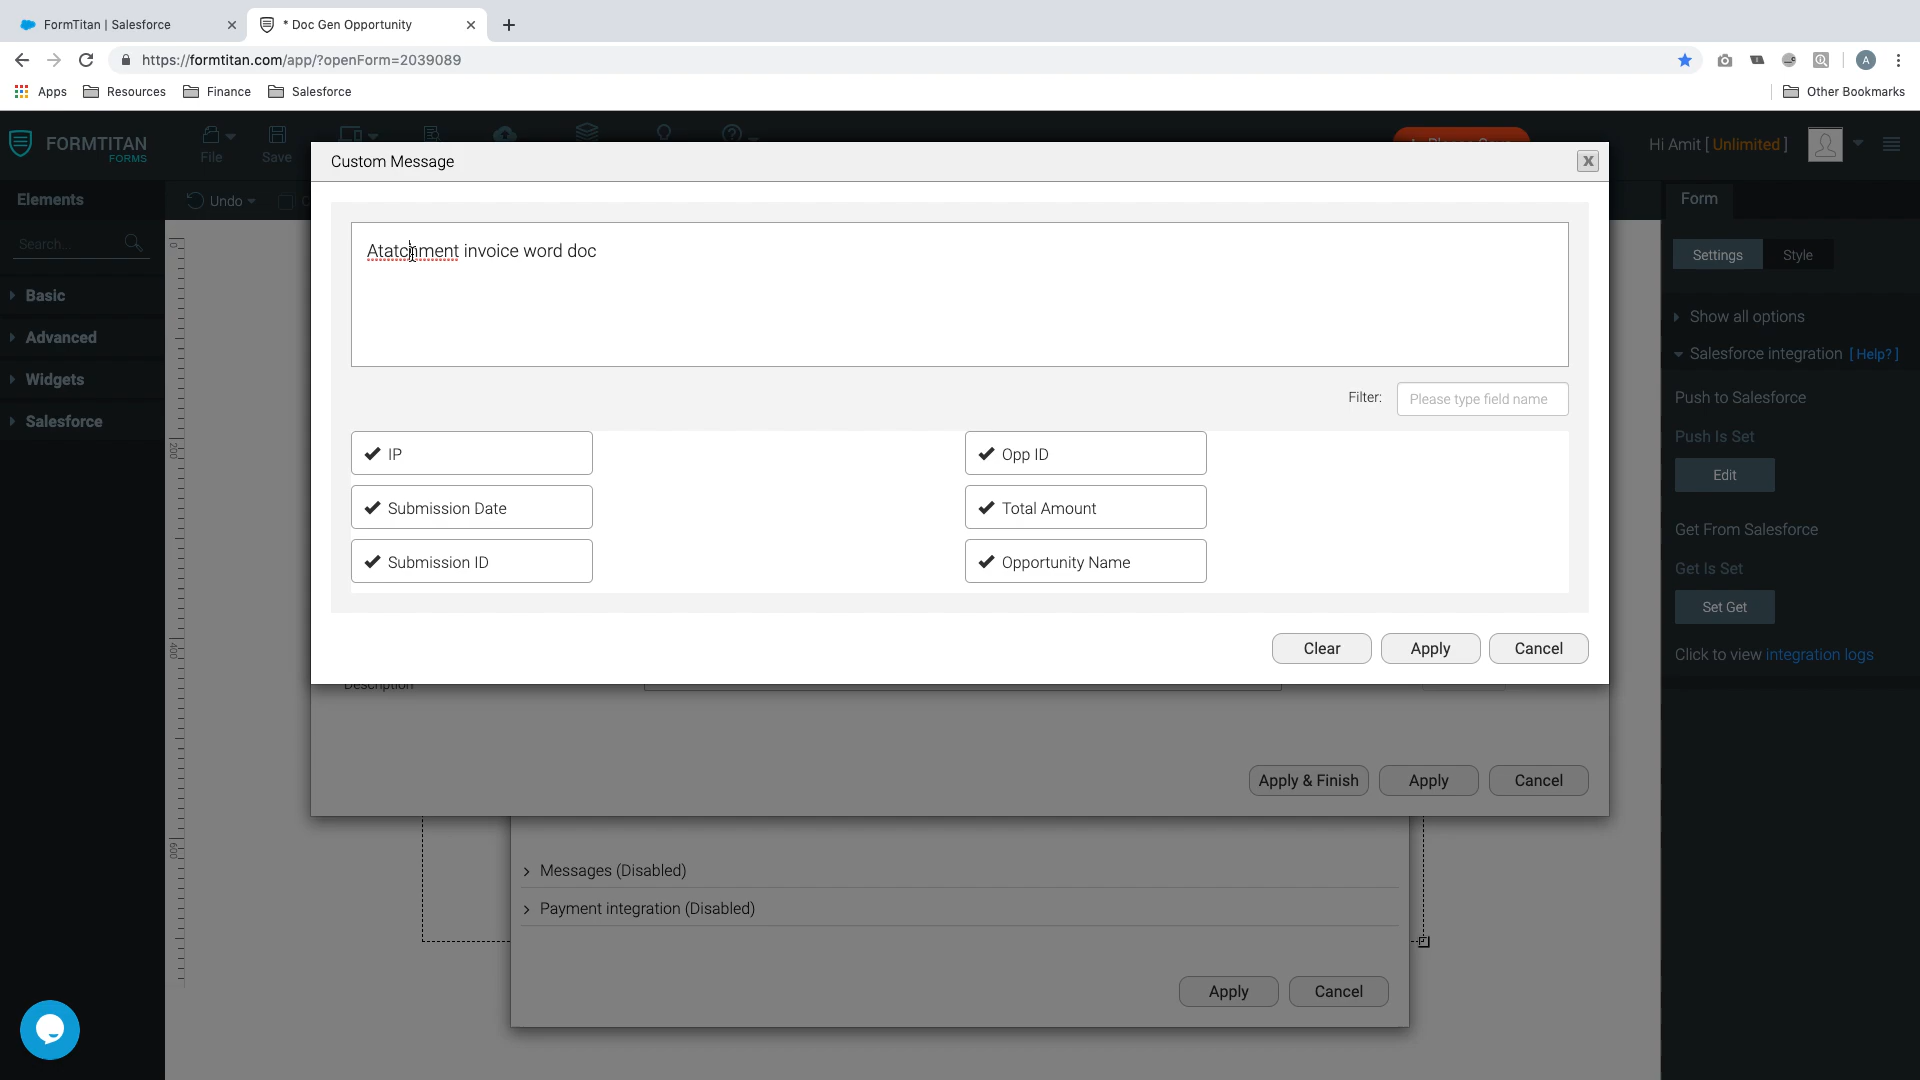 FormTitan | Salesforce
* Doc Gen Opportunity
https://formtitan.com/app/?openForm=2039089
A
Apps
Resources
Finance
Salesforce
Other Bookmarks
FORMTITAN
FORMS
File
Save
Hi Amit [ Unlimited ]
Custom Message
X
Elements
Undo
Form
Search...
Settings
Style
Atatchment invoice word doc
Basic
Advanced
Widgets
Salesforce
Show all options
Salesforce integration [ Help? ]
Push to Salesforce
Push Is Set
Edit
Get From Salesforce
Get Is Set
Set Get
Click to view integration logs
Filter:
Please type field name
IP
Opp ID
Submission Date
Total Amount
Submission ID
Opportunity Name
Clear
Apply
Cancel
Description
Apply & Finish
Apply
Cancel
Messages (Disabled)
Payment integration (Disabled)
Apply
Cancel
0
200
400
600